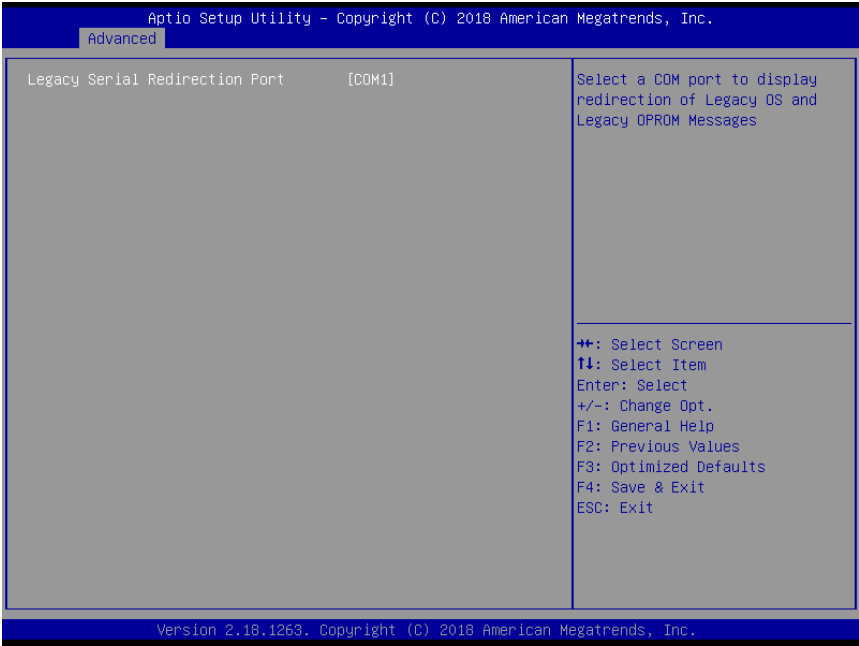 Aptio Setup Utility – Copyright (C) 2018 American Megatrends, Inc.
Advanced
Legacy Serial Redirection Port [COM1]
Select a COM port to display
redirection of Legacy OS and
Legacy OPROM Messages
→←: Select Screen
↑↓: Select Item
Enter: Select
+/-: Change Opt.
F1: General Help
F2: Previous Values
F3: Optimized Defaults
F4: Save & Exit
ESC: Exit
Version 2.18.1263. Copyright (C) 2018 American Megatrends, Inc.